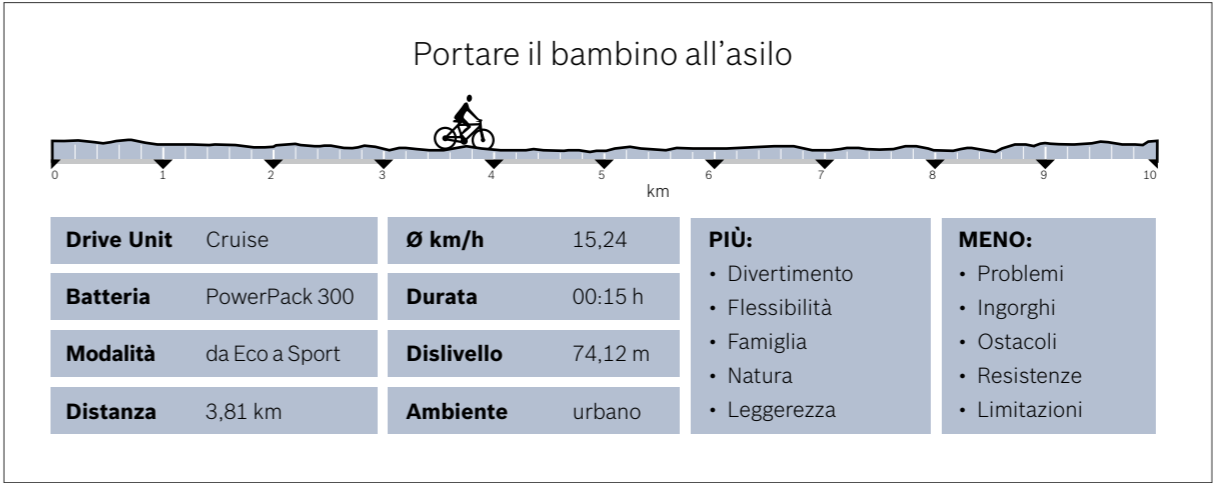 Portare il bambino all’asilo
0 1 2 3 4 5 6 7 8 9 10
km
Drive Unit Cruise
Batteria PowerPack 300
Modalità da Eco a Sport
Distanza 3,81 km
Ø km/h 15,24
Durata 00:15 h
Dislivello 74,12 m
Ambiente urbano
PIÙ:
• Divertimento
• Flessibilità
• Famiglia
• Natura
• Leggerezza
MENO:
• Problemi
• Ingorghi
• Ostacoli
• Resistenze
• Limitazioni